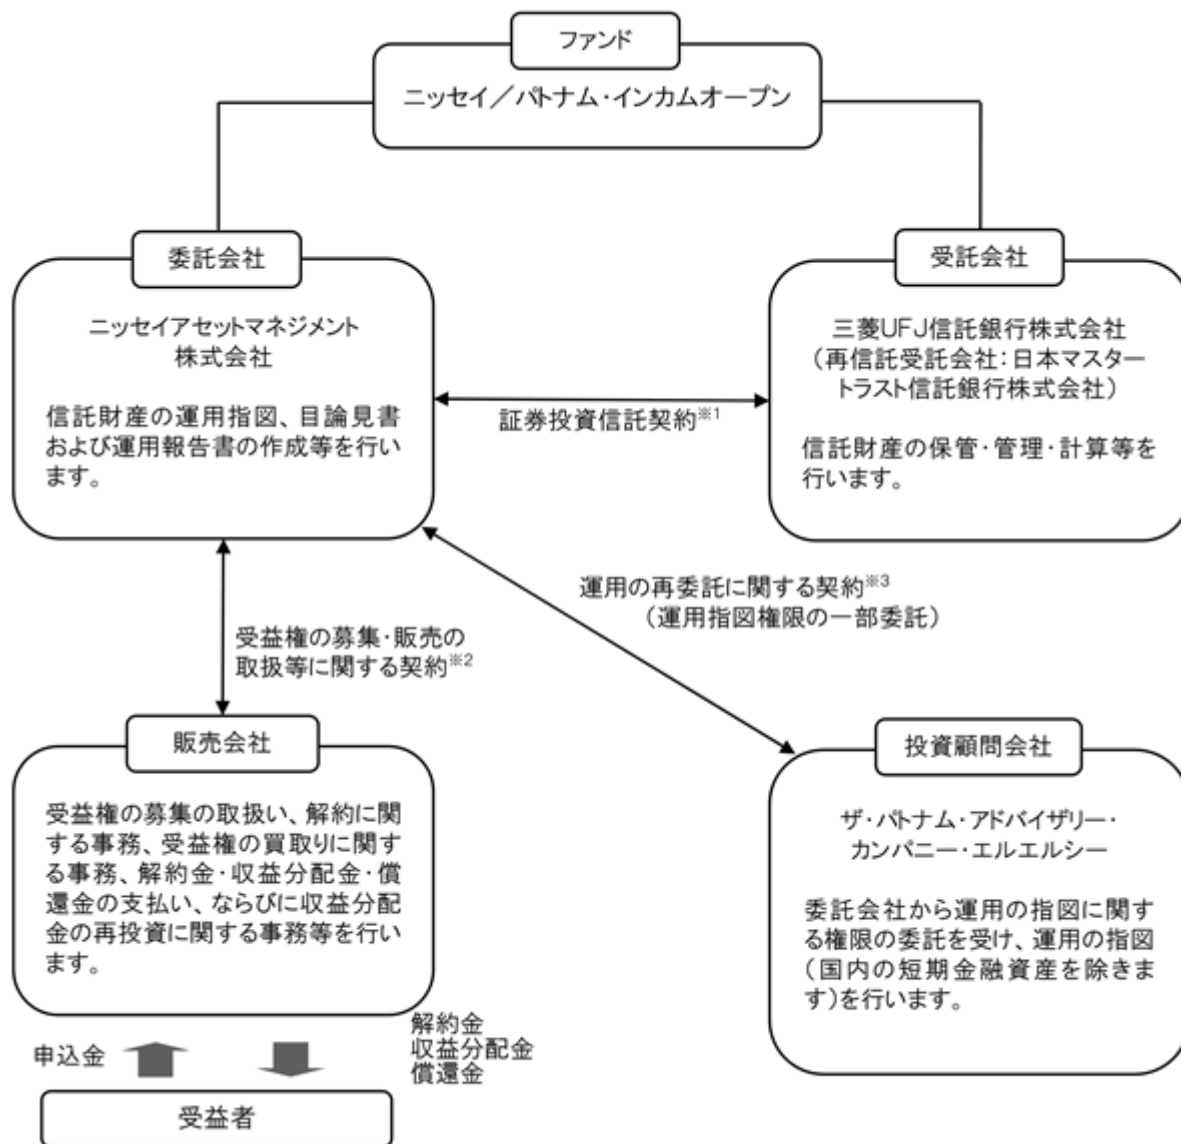 ファンド
ニッセイ／パトナム・インカムオープン
委託会社
ニッセイアセットマネジメント
株式会社
信託財産の運用指図、目論見書
および運用報告書の作成等を行い
ます。
受託会社
三菱UFJ信託銀行株式会社
（再信託受託会社：日本マスター
トラスト信託銀行株式会社）
信託財産の保管・管理・計算等を
行います。
証券投資信託契約※1
運用の再委託に関する契約※3
（運用指図権限の一部委託）
受益権の募集・販売の
取扱等に関する契約※2
販売会社
受益権の募集の取扱い、解約に関
する事務、受益権の買取りに関す
る事務、解約金・収益分配金・償
還金の支払い、ならびに収益分配
金の再投資に関する事務等を行い
ます。
投資顧問会社
ザ・パトナム・アドバイザリー・
カンパニー・エルエルシー
委託会社から運用の指図に関す
る権限の委託を受け、運用の指図
（国内の短期金融資産を除きま
す）を行います。
申込金
解約金
収益分配金
償還金
受益者